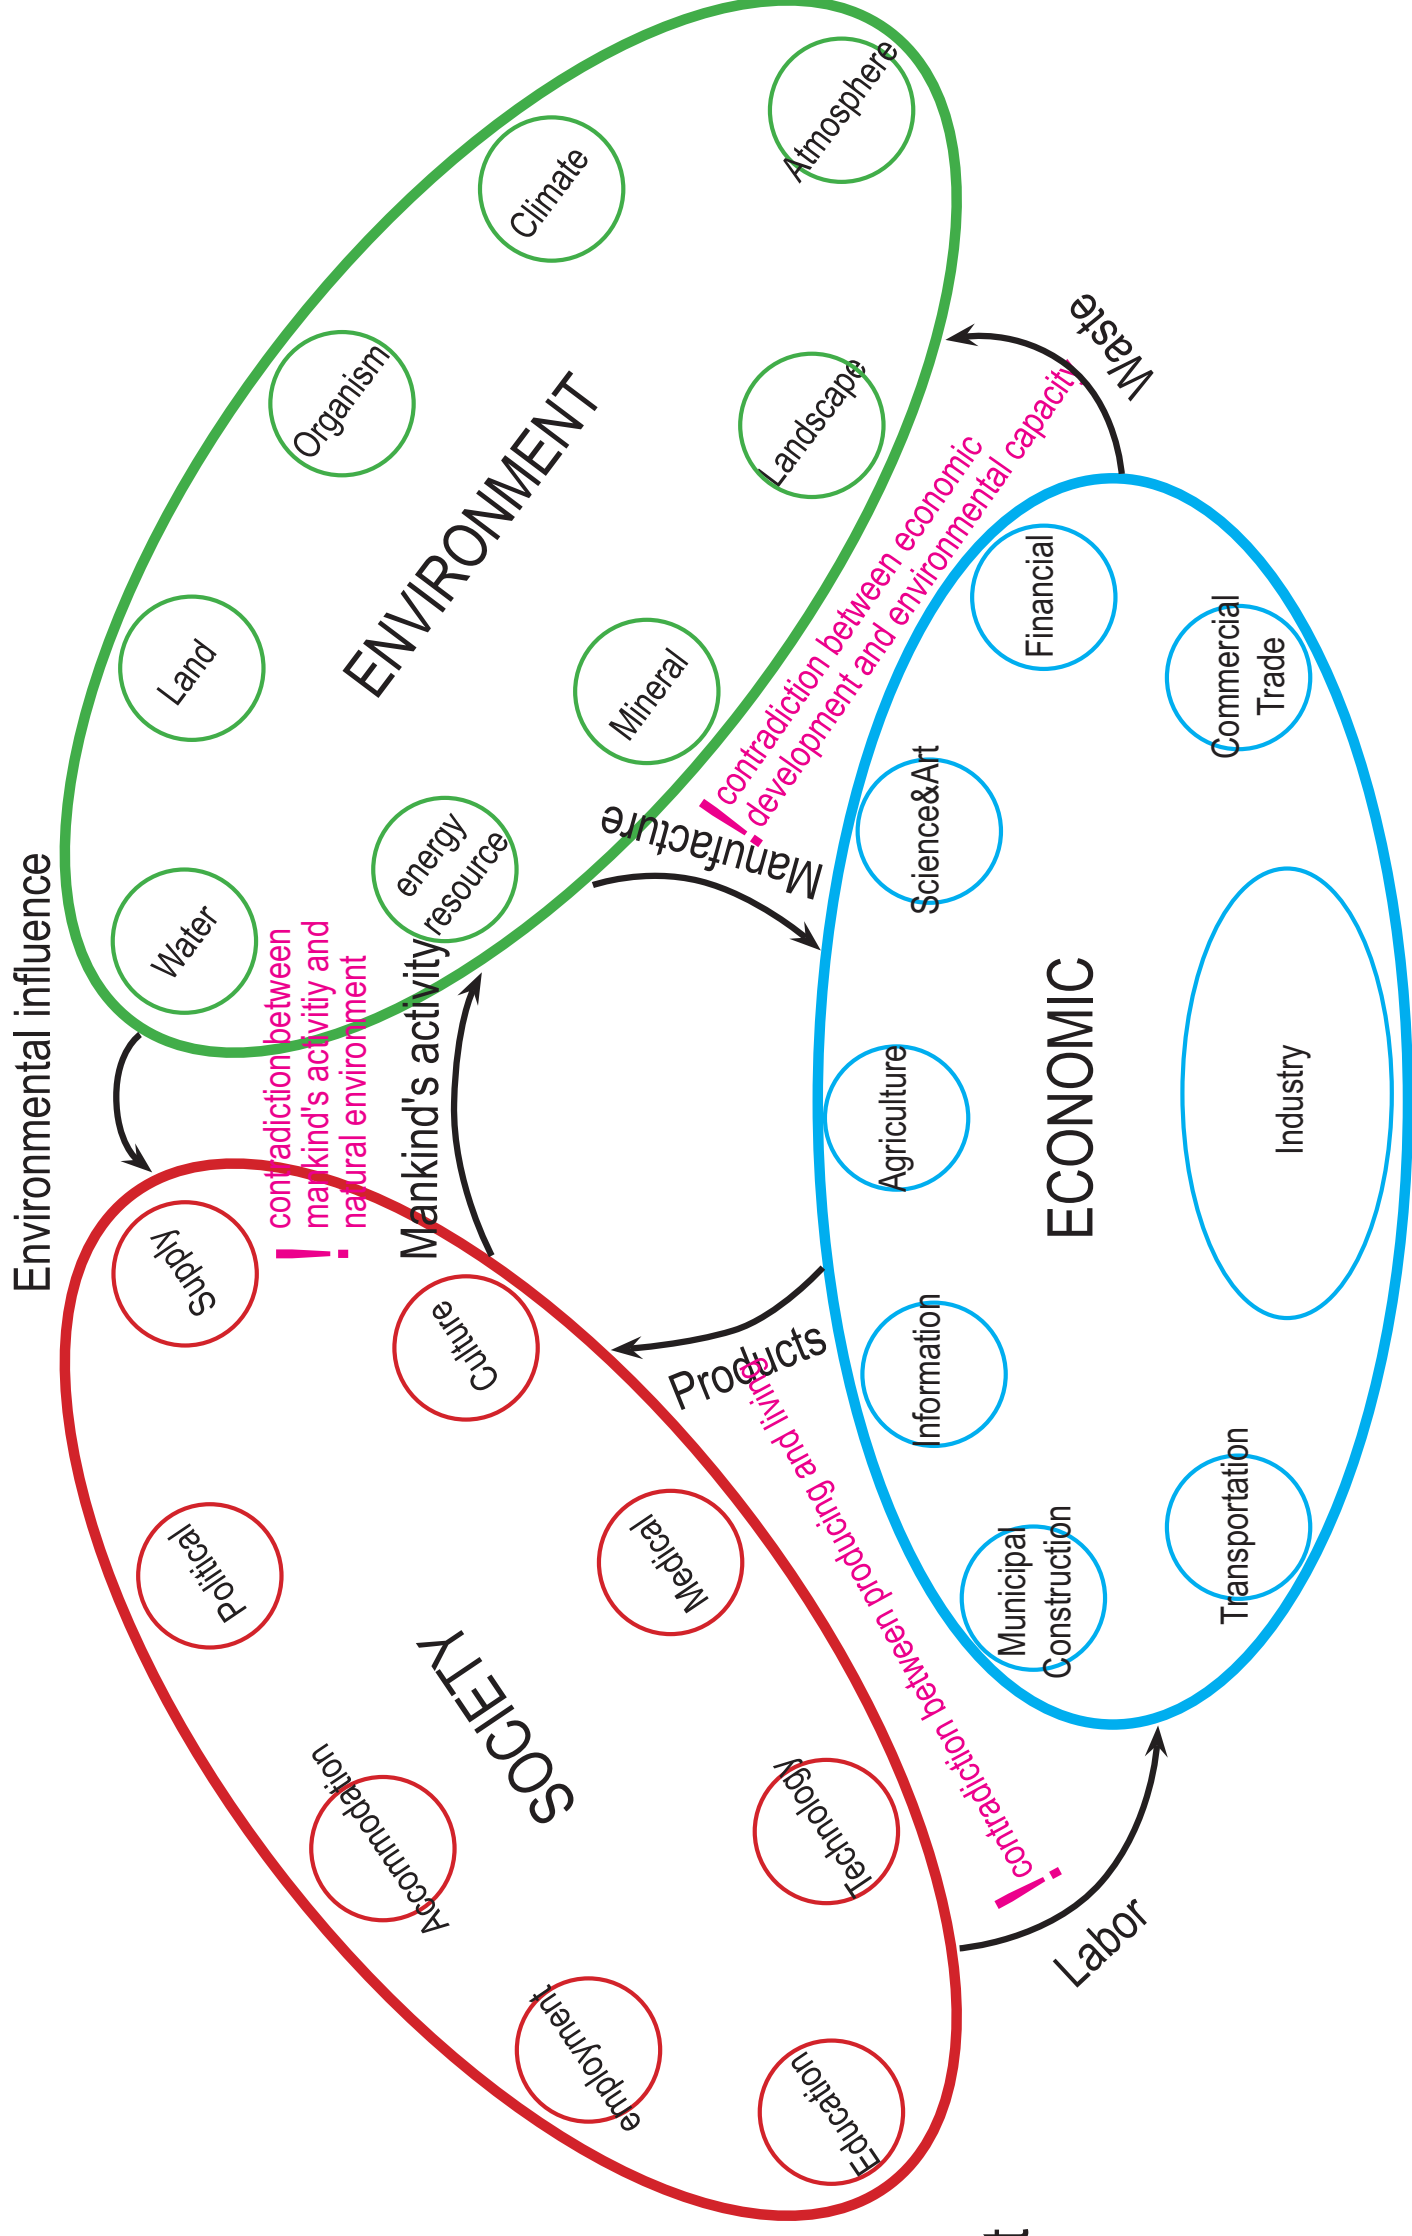 Environmental influence
SOCIETY
Supply
Culture
Political
Medical
Accommodation
Technology
employment
Education
ENVIRONMENT
Water
energy
resource
Land
Mineral
Organism
Landscape
Climate
Atmosphere
!
contradiction between
mankind's activitiy and
natural environment
Mankind's activity
Manufacture
!
contradiction between economic
development and environmental capacity
Waste
Products
!
contradiction between producing and living
Labor
ECONOMIC
Municipal
Construction
Information
Agriculture
Science&Art
Financial
Transportation
Industry
Commercial
Trade
t